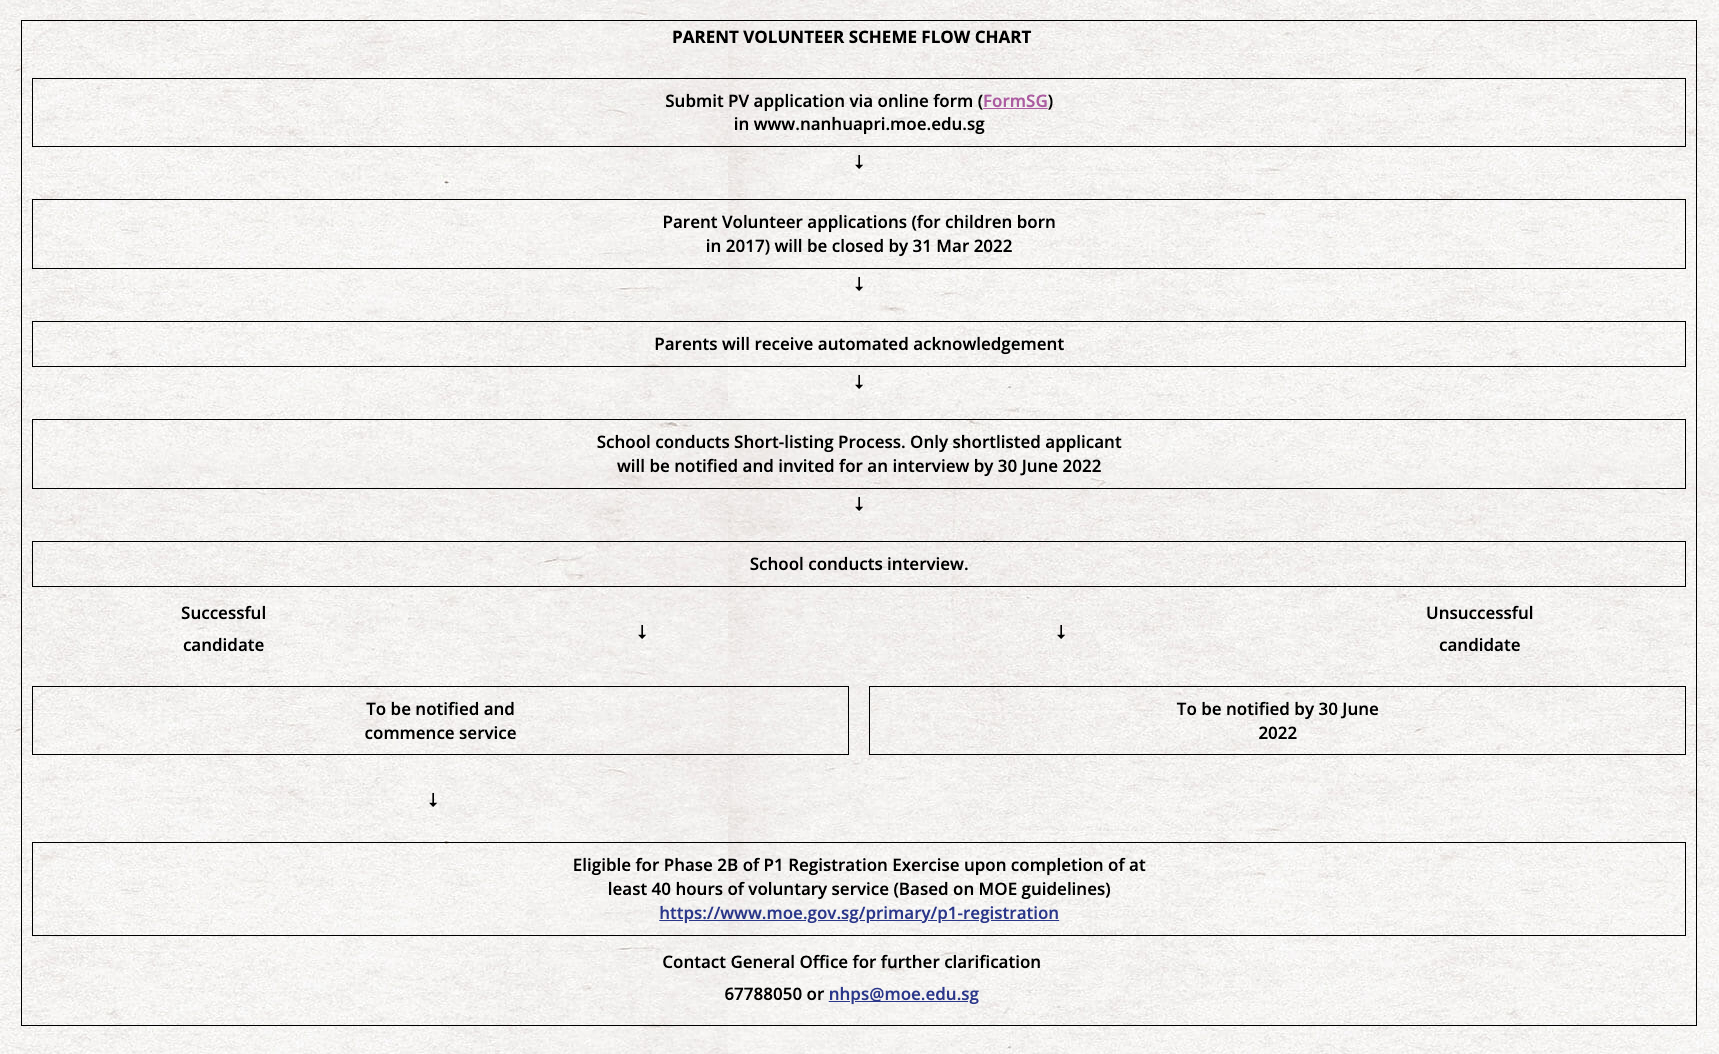 PARENT VOLUNTEER SCHEME FLOW CHART
Submit PV application via online form (FormSG)
in www.nanhuapri.moe.edu.sg
↓
Parent Volunteer applications (for children born
in 2017) will be closed by 31 Mar 2022
↓
Parents will receive automated acknowledgement
↓
School conducts Short-listing Process. Only shortlisted applicant
will be notified and invited for an interview by 30 June 2022
↓
School conducts interview.
Successful
candidate
↓
↓
Unsuccessful
candidate
To be notified and
commence service
To be notified by 30 June
2022
↓
Eligible for Phase 2B of P1 Registration Exercise upon completion of at
least 40 hours of voluntary service (Based on MOE guidelines)
https://www.moe.gov.sg/primary/p1-registration
Contact General Office for further clarification
67788050 or nhps@moe.edu.sg